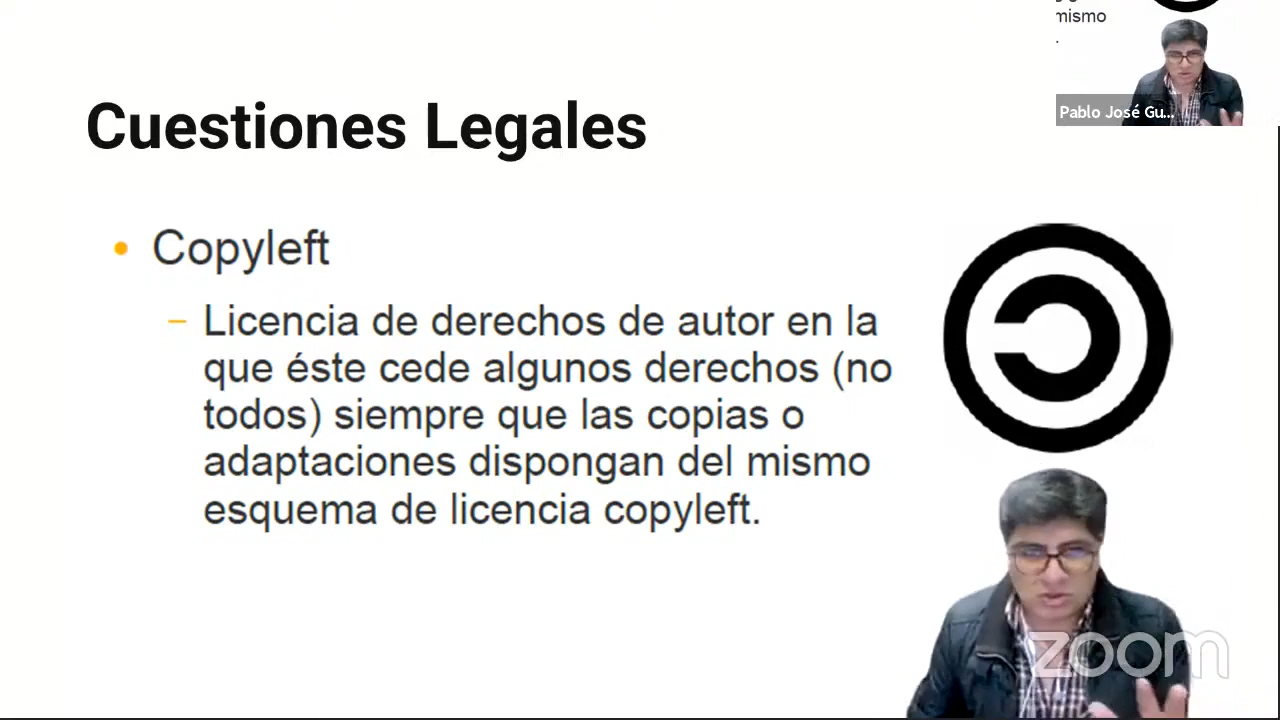 mismo
.
Pablo José Gu...
Cuestiones Legales
• Copyleft
– Licencia de derechos de autor en la
que éste cede algunos derechos (no
todos) siempre que las copias o
adaptaciones dispongan del mismo
esquema de licencia copyleft.
zoom